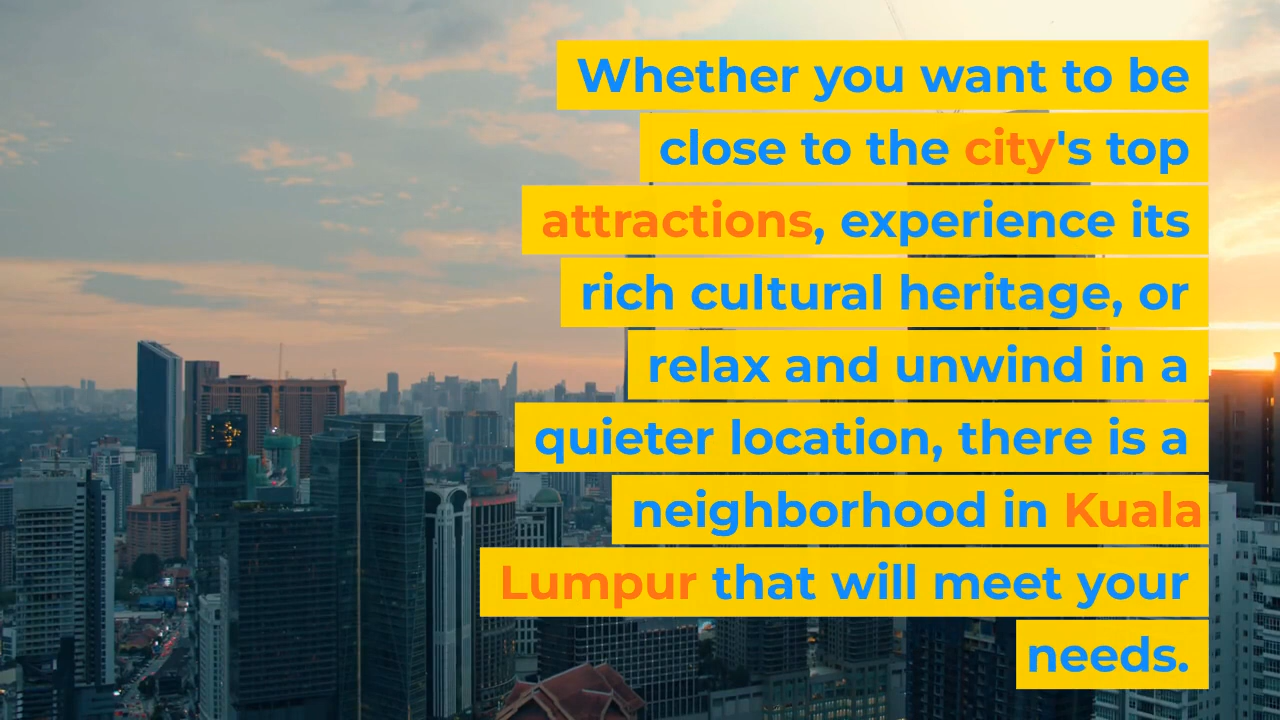 Whether you want to be
close to the city's top
attractions, experience its
rich cultural heritage, or
relax and unwind in a
quieter location, there is a
neighborhood in Kuala
Lumpur that will meet your
needs.